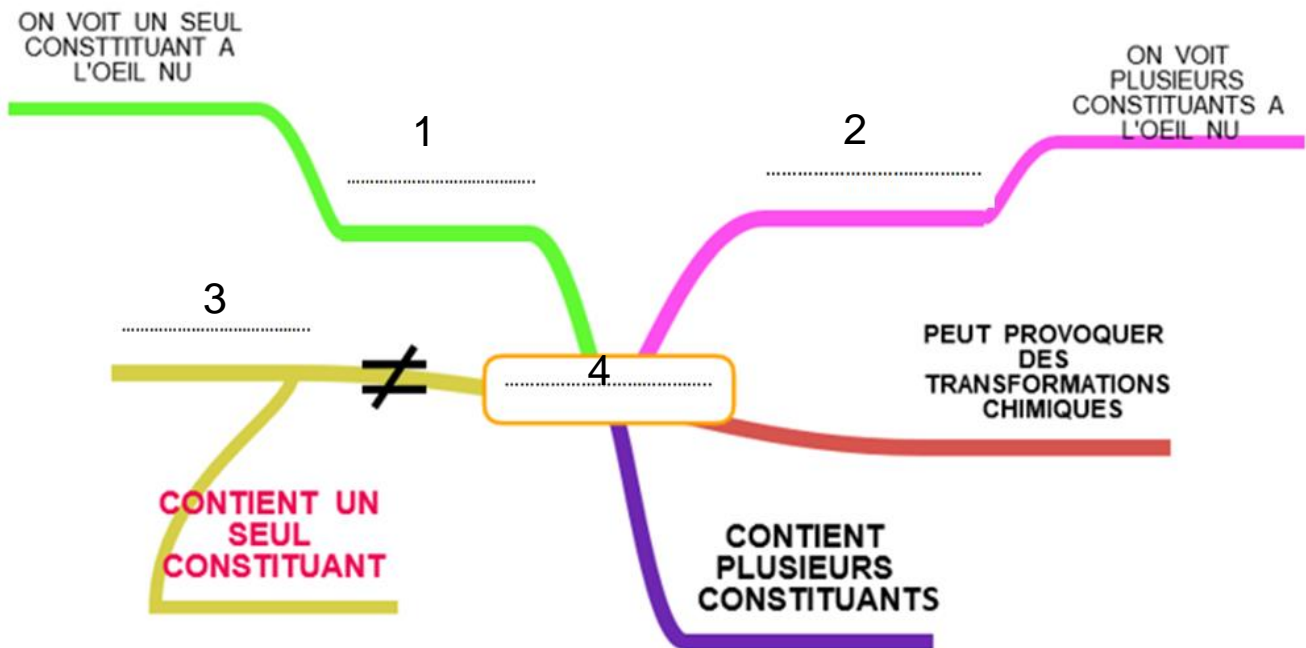 ON VOIT UN SEUL
CONSTTITUANT A
L'OEIL NU
ON VOIT
PLUSIEURS
CONSTITUANTS A
L'OEIL NU
1
2
3
4
PEUT PROVOQUER
DES
TRANSFORMATIONS
CHIMIQUES
≠
CONTIENT UN
SEUL
CONSTITUANT
CONTIENT
PLUSIEURS
CONSTITUANTS